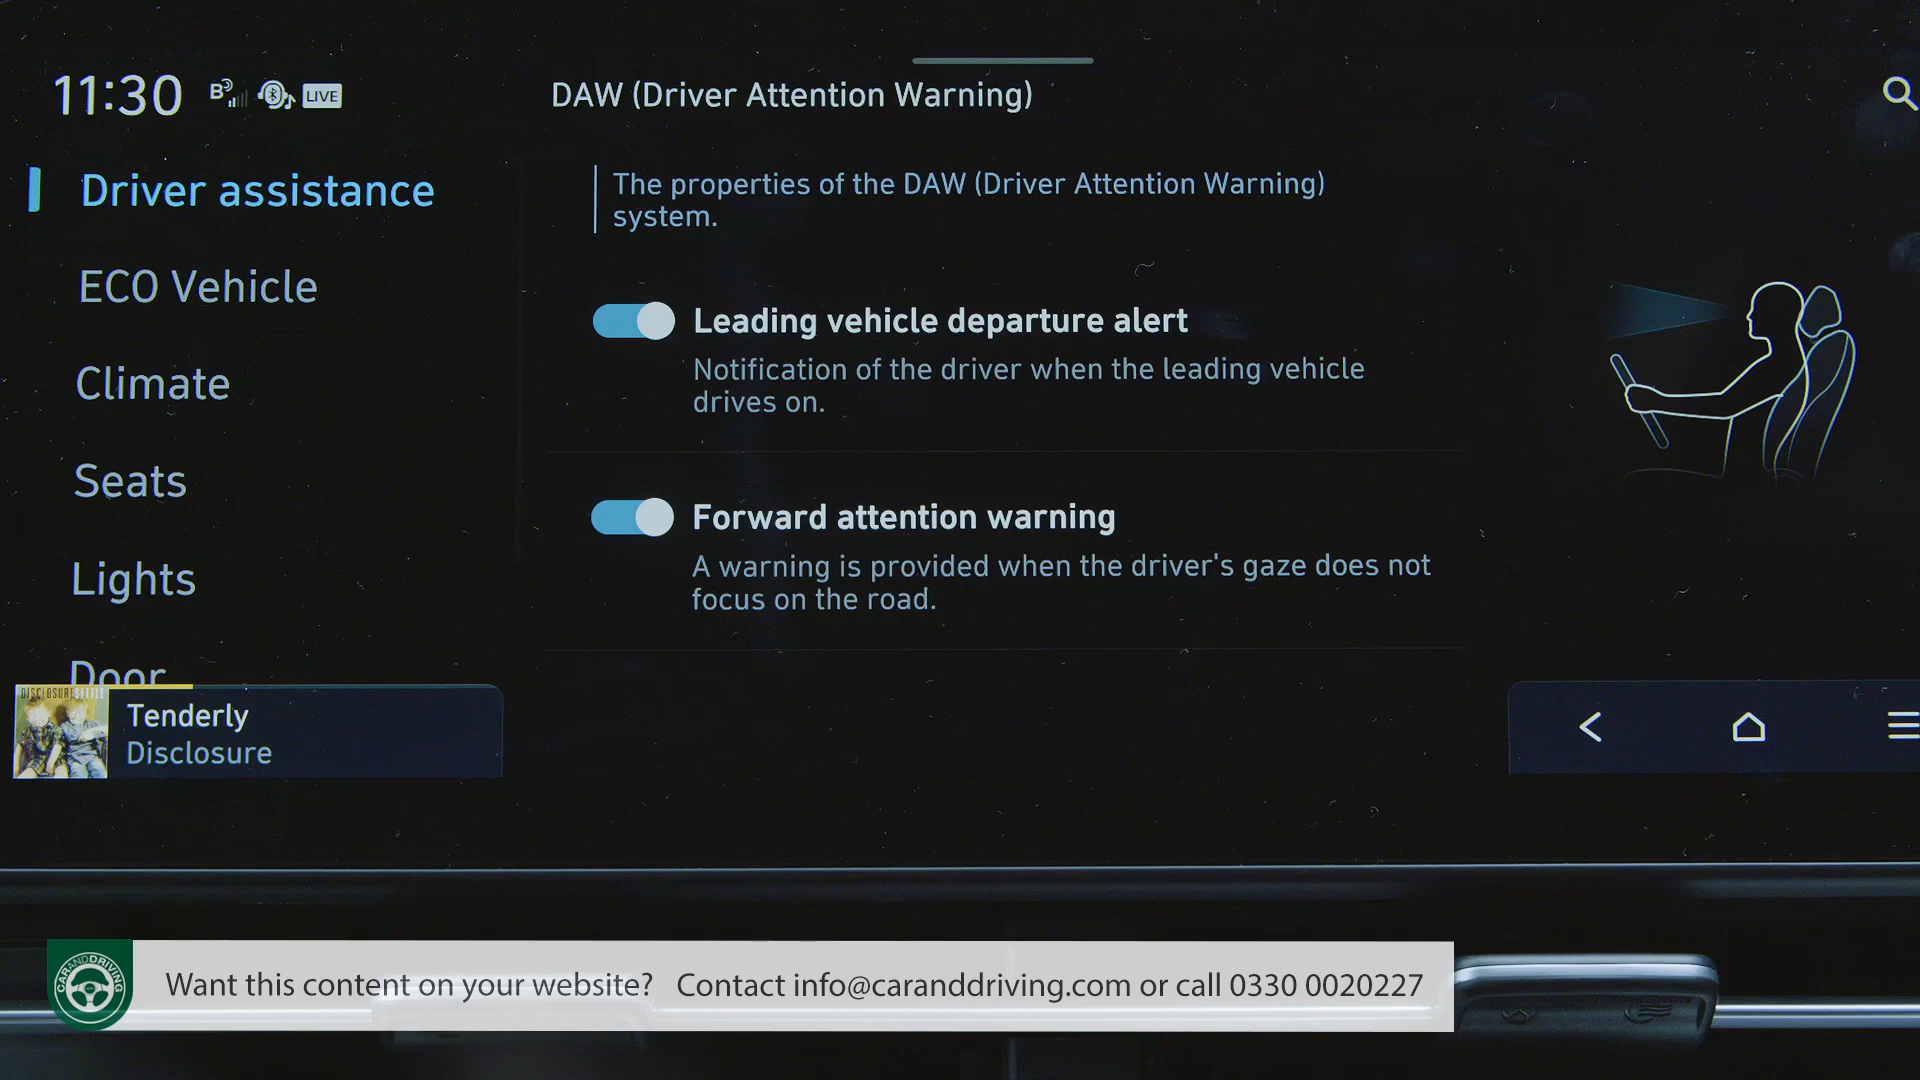 11:30
B
LIVE
DAW (Driver Attention Warning)
Driver assistance
ECO Vehicle
Climate
Seats
Lights
Door
The properties of the DAW (Driver Attention Warning)
system.
Leading vehicle departure alert
Notification of the driver when the leading vehicle
drives on.
Forward attention warning
A warning is provided when the driver's gaze does not
focus on the road.
DISCLOSURE SETTLE
Tenderly
Disclosure
CARANDDRIVING
Want this content on your website? Contact info@caranddriving.com or call 0330 0020227